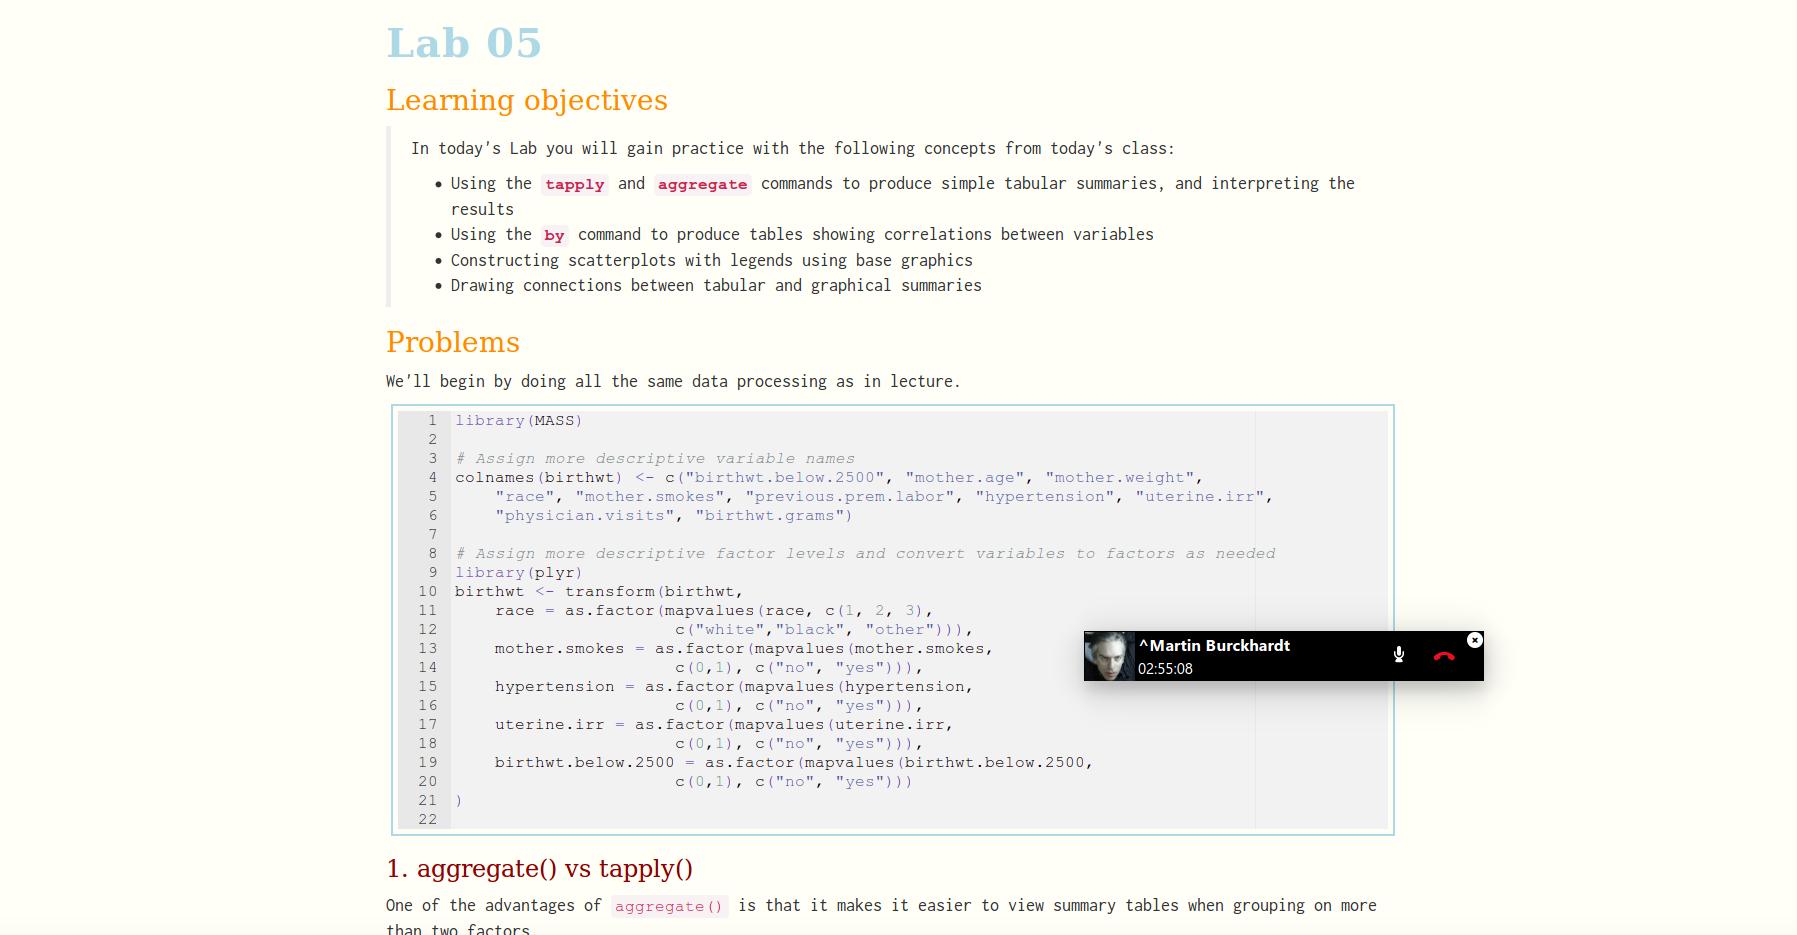 Lab 05
Learning objectives
In today's Lab you will gain practice with the following concepts from today's class:
• Using the tapply and aggregate commands to produce simple tabular summaries, and interpreting the
results
• Using the by command to produce tables showing correlations between variables
• Constructing scatterplots with legends using base graphics
• Drawing connections between tabular and graphical summaries
Problems
We'll begin by doing all the same data processing as in lecture.
1 library(MASS)
2
3 # Assign more descriptive variable names
4 colnames(birthwt) <- c("birthwt.below.2500", "mother.age", "mother.weight",
5     "race", "mother.smokes", "previous.prem.labor", "hypertension", "uterine.irr",
6     "physician.visits", "birthwt.grams")
7
8 # Assign more descriptive factor levels and convert variables to factors as needed
9 library(plyr)
10 birthwt <- transform(birthwt,
11     race = as.factor(mapvalues(race, c(1, 2, 3),
12                       c("white","black", "other"))),
13     mother.smokes = as.factor(mapvalues(mother.smokes,
14                       c(0,1), c("no", "yes"))),
15     hypertension = as.factor(mapvalues(hypertension,
16                       c(0,1), c("no", "yes"))),
17     uterine.irr = as.factor(mapvalues(uterine.irr,
18                       c(0,1), c("no", "yes"))),
19     birthwt.below.2500 = as.factor(mapvalues(birthwt.below.2500,
20                       c(0,1), c("no", "yes")))
21 )
22
^Martin Burckhardt
02:55:08
1. aggregate() vs tapply()
One of the advantages of aggregate() is that it makes it easier to view summary tables when grouping on more
than two factors.